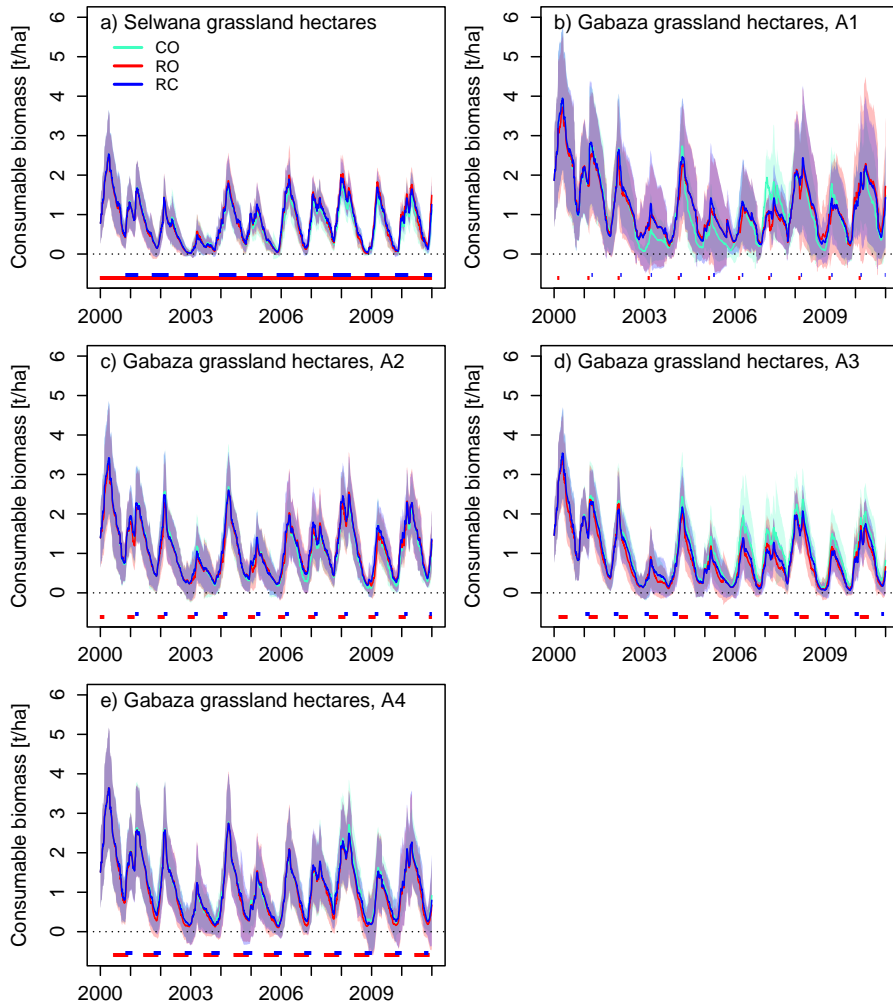 a) Selwana grassland hectares
CO
RO
RC
Consumable biomass [t/ha]
0 1 2 3 4 5 6
2000 2003 2006 2009
b) Gabaza grassland hectares, A1
Consumable biomass [t/ha]
0 1 2 3 4 5 6
2000 2003 2006 2009
c) Gabaza grassland hectares, A2
Consumable biomass [t/ha]
0 1 2 3 4 5 6
2000 2003 2006 2009
d) Gabaza grassland hectares, A3
Consumable biomass [t/ha]
0 1 2 3 4 5 6
2000 2003 2006 2009
e) Gabaza grassland hectares, A4
Consumable biomass [t/ha]
0 1 2 3 4 5 6
2000 2003 2006 2009